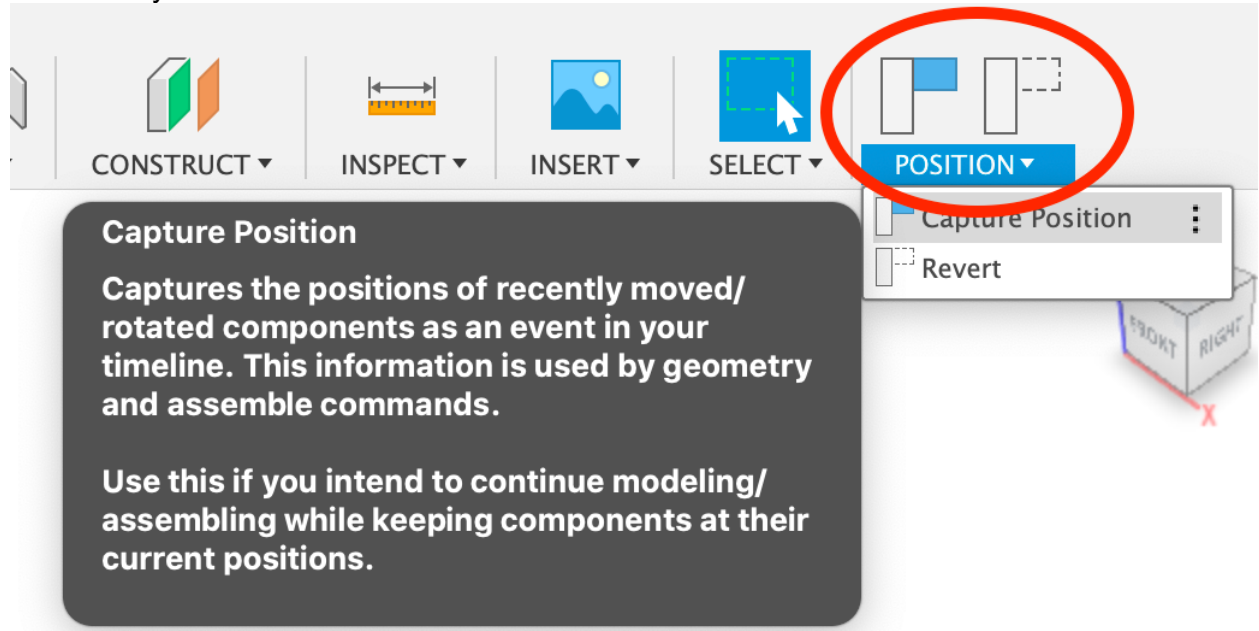 CONSTRUCT INSPECT INSERT SELECT POSITION
Capture Position
Revert
Capture Position
Captures the positions of recently moved/
rotated components as an event in your
timeline. This information is used by geometry
and assemble commands.
Use this if you intend to continue modeling/
assembling while keeping components at their
current positions.
FRONT RIGHT
X